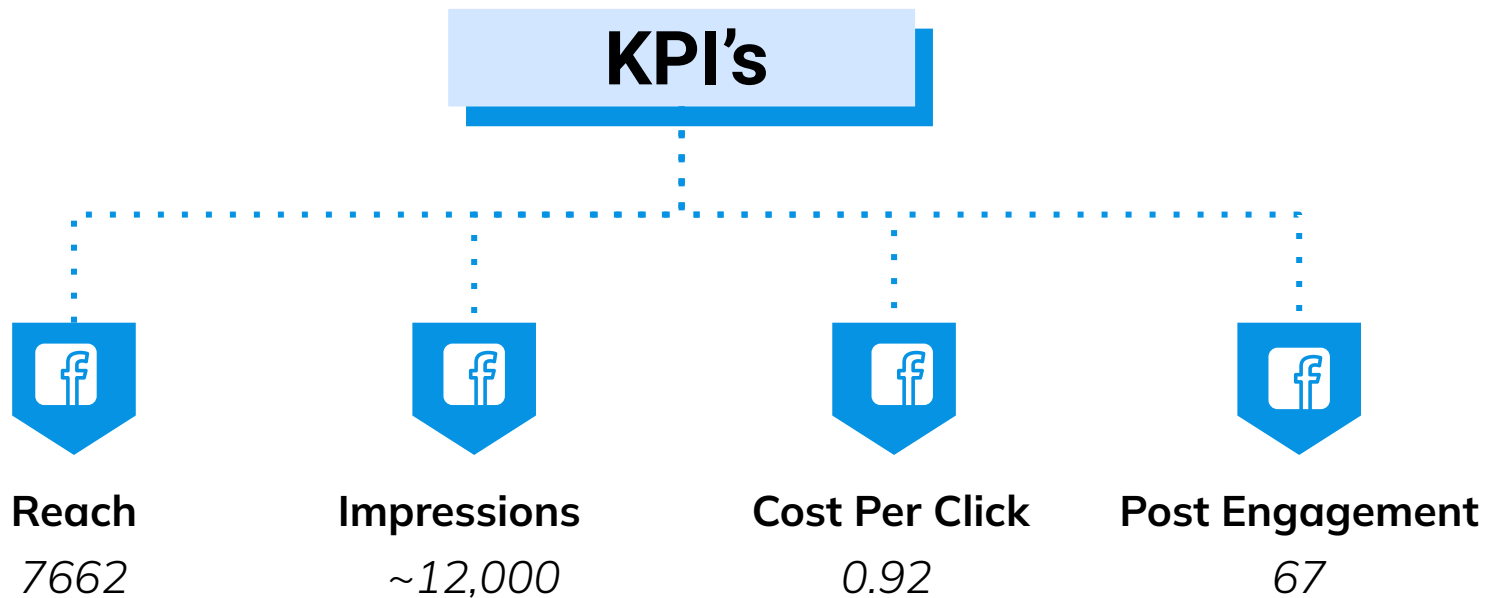 KPI’s
Reach
7662
Impressions
~12,000
Cost Per Click
0.92
Post Engagement
67